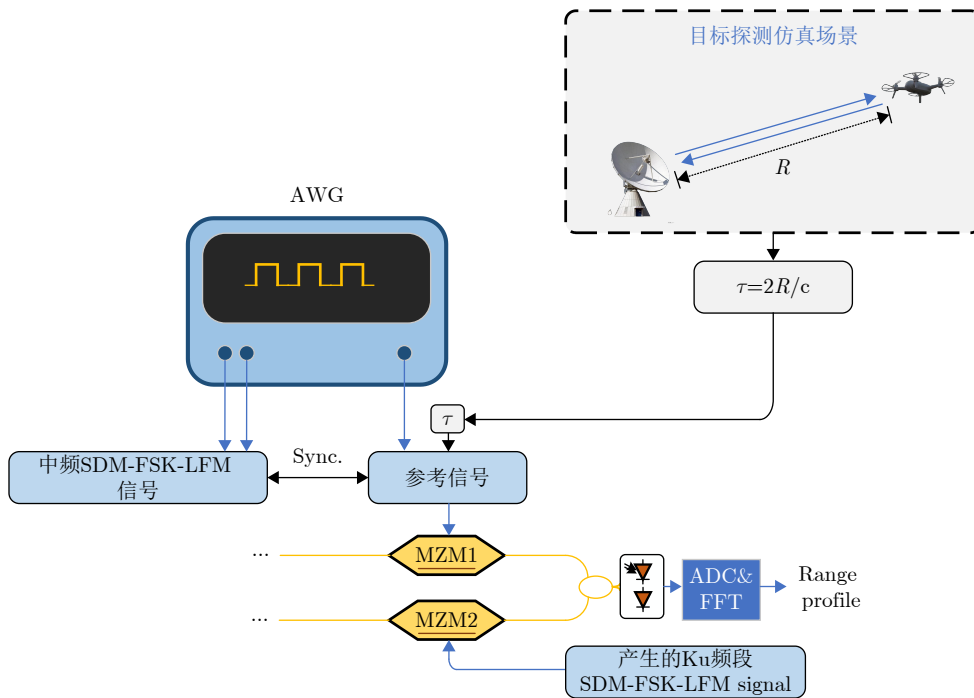 目标探测仿真场景
R
AWG
τ=2R/c
τ
中频SDM-FSK-LFM
信号
Sync.
参考信号
...
MZM1
...
MZM2
ADC&
FFT
Range
profile
产生的Ku频段
SDM-FSK-LFM signal